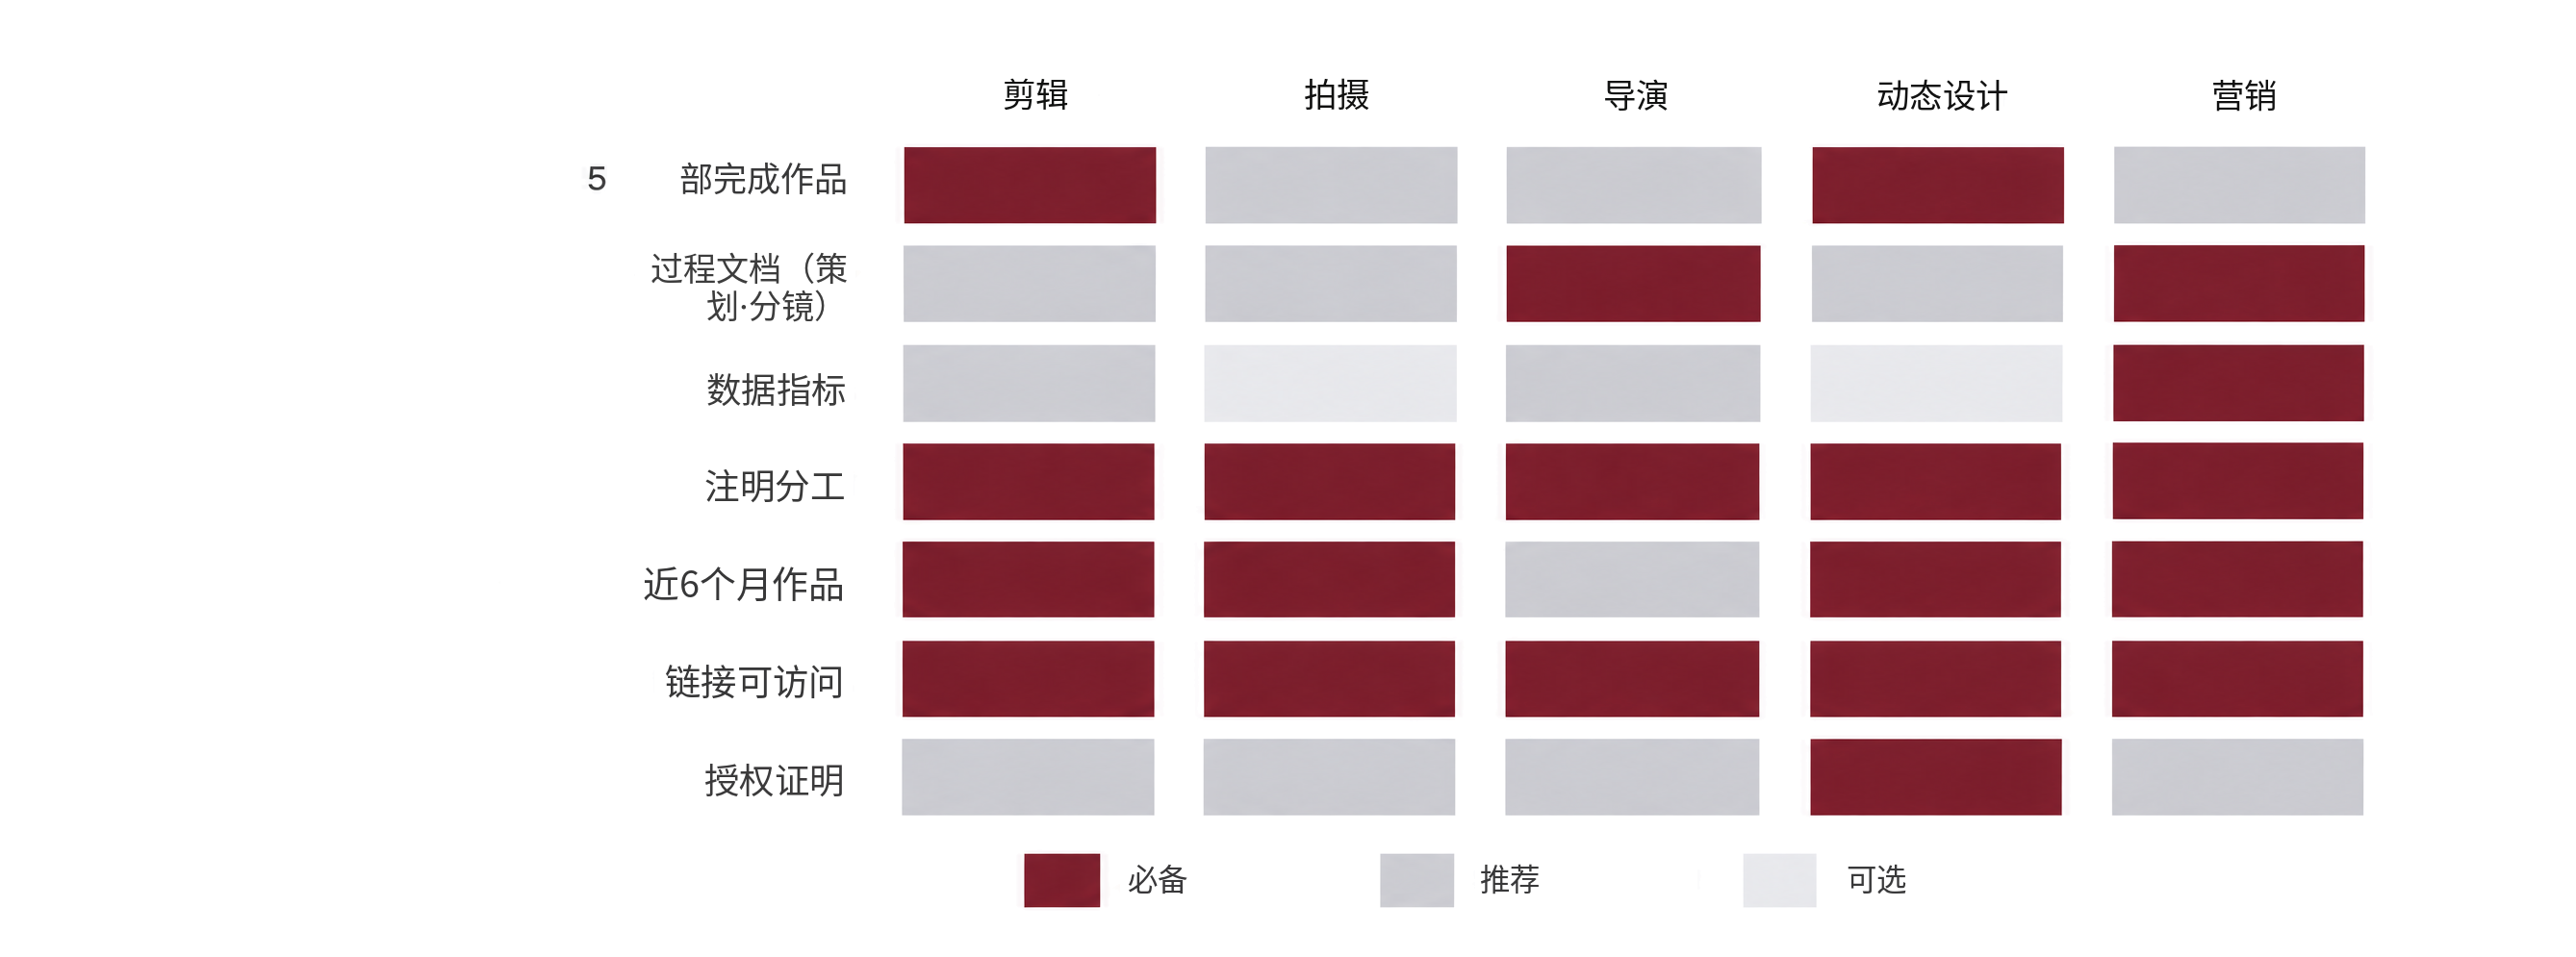 剪辑 拍摄 导演 动态设计 营销
5 部完成作品
过程文档（策
划·分镜）
数据指标
注明分工
近6个月作品
链接可访问
授权证明
必备 推荐 可选